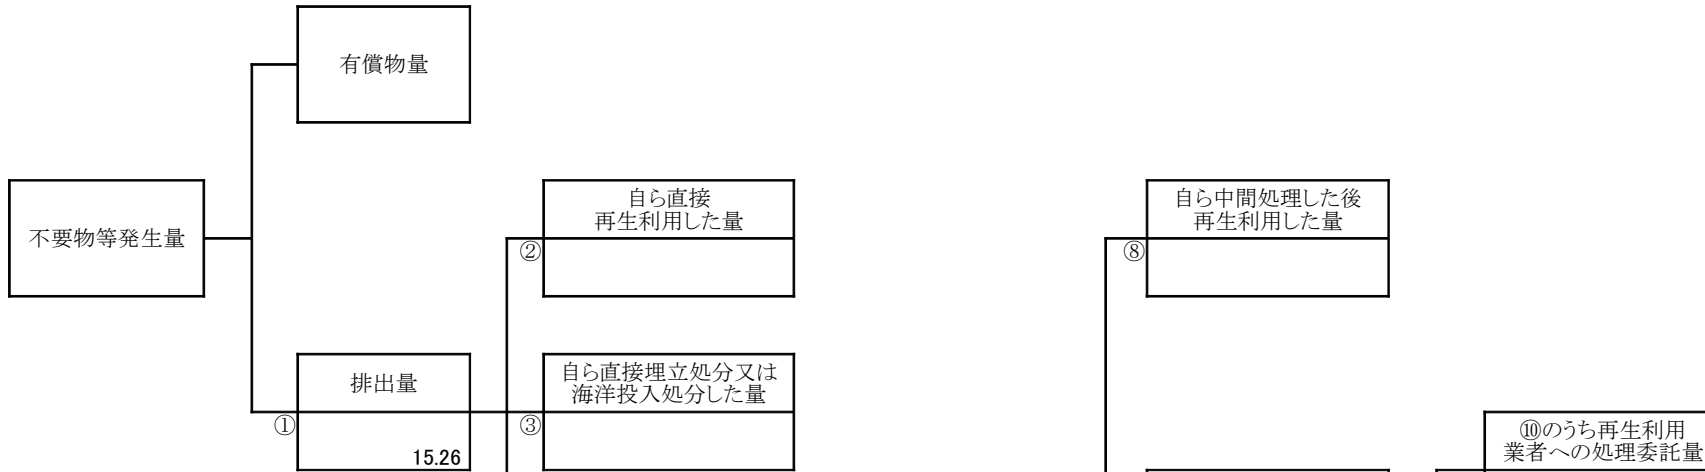 有償物量
不要物等発生量
自ら直接
再生利用した量
②
自ら中間処理した後
再生利用した量
⑧
排出量
①
15.26
自ら直接埋立処分又は
海洋投入処分した量
③
⑩のうち再生利用
業者への処理委託量